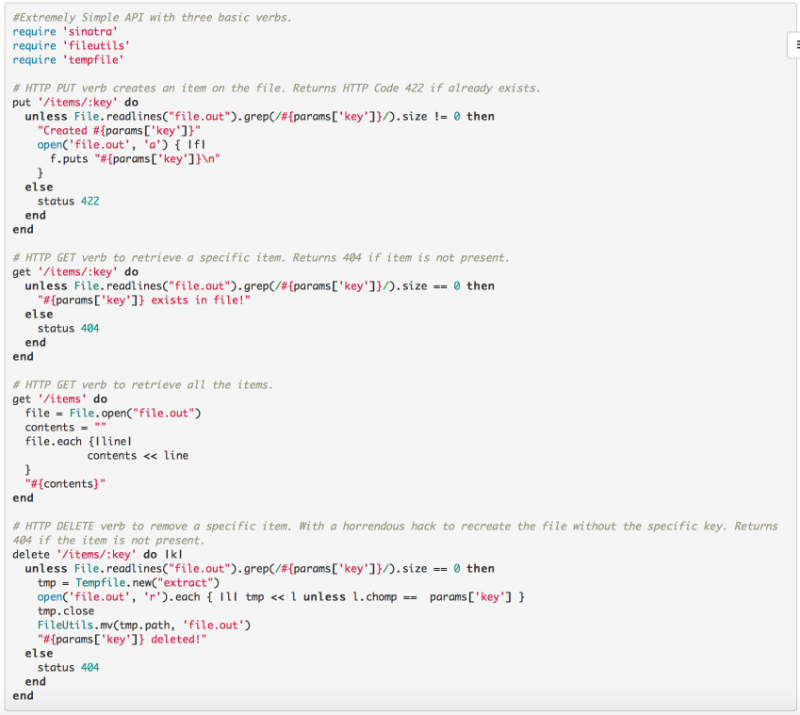 #Extremely Simple API with three basic verbs.
require 'sinatra'
require 'fileutils'
require 'tempfile'

# HTTP PUT verb creates an item on the file. Returns HTTP Code 422 if already exists.
put '/items/:key' do
  unless File.readlines("file.out").grep(/#{params['key']}/).size != 0 then
    "Created #{params['key']}"
    open('file.out', 'a') { |f|
      f.puts "#{params['key']}\n"
    }
  else
    status 422
  end
end

# HTTP GET verb to retrieve a specific item. Returns 404 if item is not present.
get '/items/:key' do
  unless File.readlines("file.out").grep(/#{params['key']}/).size == 0 then
    "#{params['key']} exists in file!"
  else
    status 404
  end
end

# HTTP GET verb to retrieve all the items.
get '/items' do
  file = File.open("file.out")
  contents = ""
  file.each {|line|
            contents << line
  }
  "#{contents}"
end

# HTTP DELETE verb to remove a specific item. With a horrendous hack to recreate the file without the specific key. Returns
404 if the item is not present.
delete '/items/:key' do |k|
  unless File.readlines("file.out").grep(/#{params['key']}/).size == 0 then
    tmp = Tempfile.new("extract")
    open('file.out', 'r').each { |l| tmp << l unless l.chomp ==  params['key'] }
    tmp.close
    FileUtils.mv(tmp.path, 'file.out')
    "#{params['key']} deleted!"
  else
    status 404
  end
end